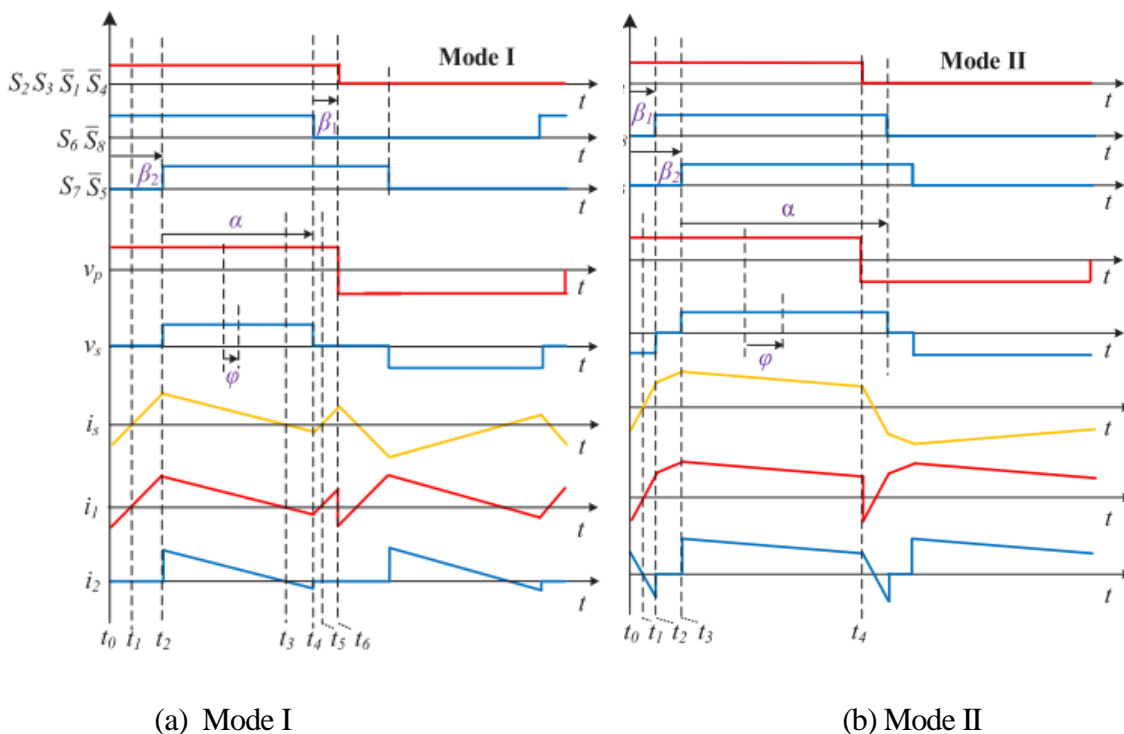 Mode I
S₂ S₃ S̅₁ S̅₄
t
β₁
S₆ S̅₈
t
β₂
S₇ S̅₅
t
α
vₚ
t
vₛ
t
φ
iₛ
t
i₁
t
i₂
t
t₀ t₁ t₂ t₃ t₄ t₅ t₆
(a) Mode I
Mode II
t
β₁
8
t
β₂
t
α
t
t
φ
t
t
t
t₀ t₁ t₂ t₃ t₄
(b) Mode II